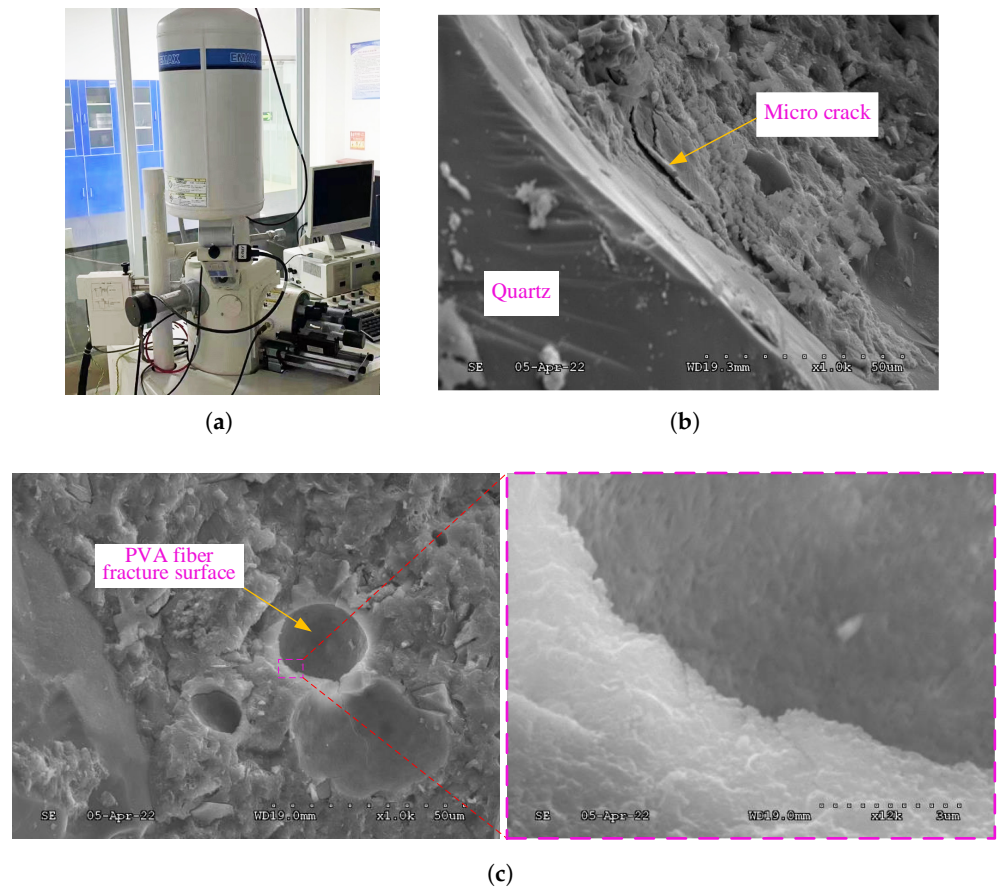 EMAX EMAX
(a)
Micro crack
Quartz
SE 05-Apr-22 WD19.3mm x1.0k 50um
(b)
PVA fiber
fracture surface
SE 05-Apr-22 WD19.0mm x1.0k 50um
SE 05-Apr-22 WD19.0mm x12k 3um
(c)